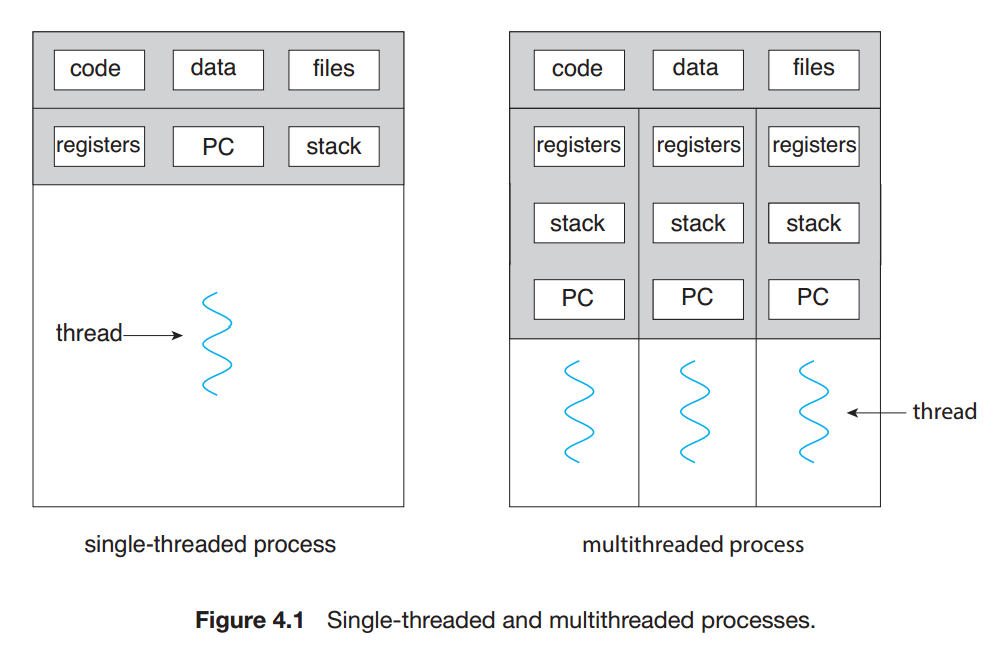 code data files
registers PC stack
thread
single-threaded process
code data files
registers registers registers
stack stack stack
PC PC PC
thread
multithreaded process
Figure 4.1 Single-threaded and multithreaded processes.